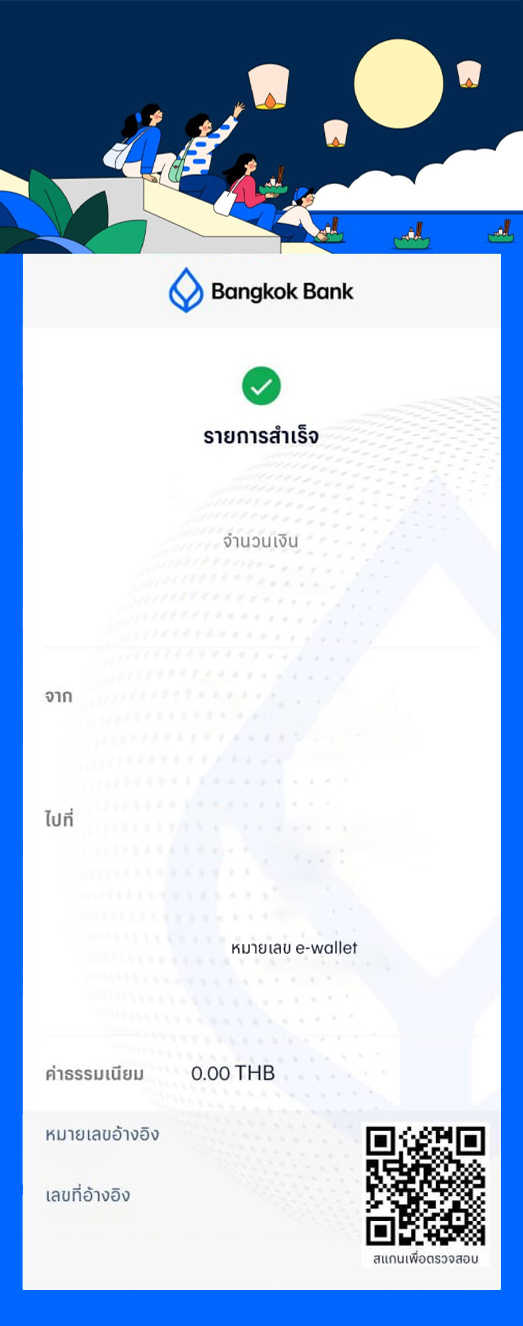 Bangkok Bank
รายการสำเร็จ
จำนวนเงิน
จาก
ไปที่
หมายเลข e-wallet
ค่าธรรมเนียม 0.00 THB
หมายเลขอ้างอิง
เลขที่อ้างอิง
สแกนเพื่อตรวจสอบ